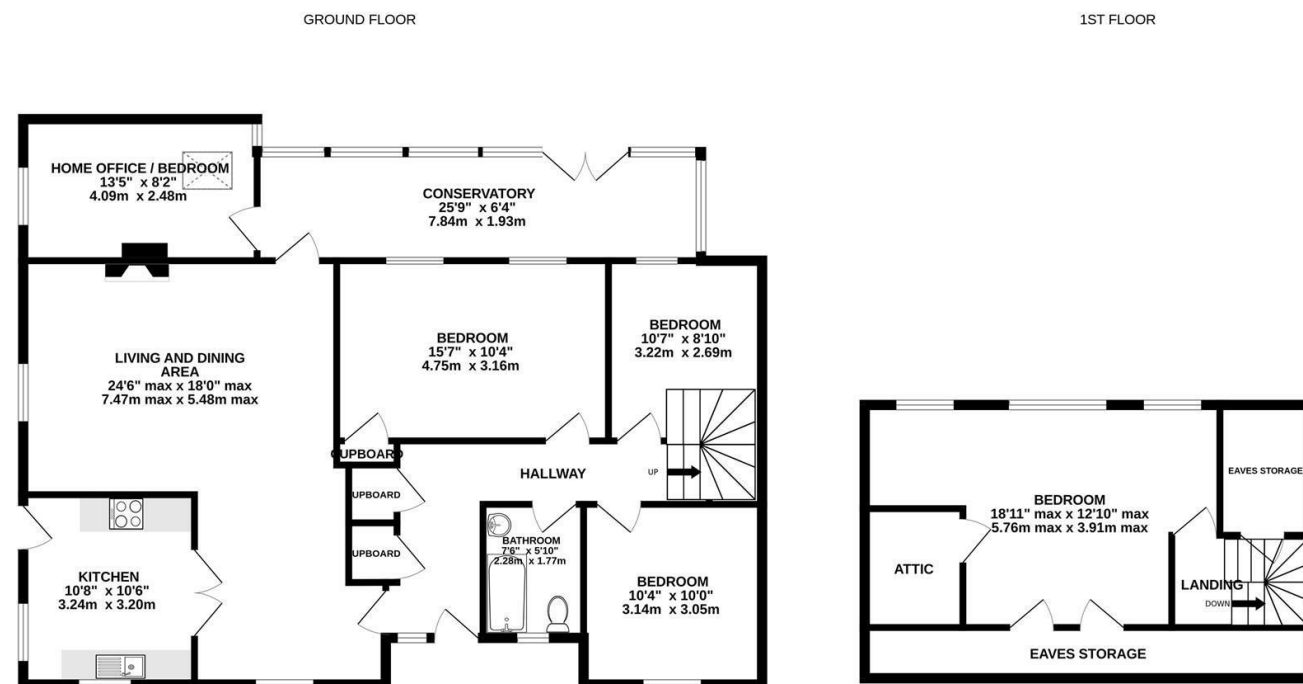 GROUND FLOOR
1ST FLOOR
HOME OFFICE / BEDROOM
13'5" x 8'2"
4.09m x 2.48m
CONSERVATORY
25'9" x 6'4"
7.84m x 1.93m
LIVING AND DINING
AREA
24'6" max x 18'0" max
7.47m max x 5.48m max
BEDROOM
15'7" x 10'4"
4.75m x 3.16m
BEDROOM
10'7" x 8'10"
3.22m x 2.69m
CUPBOARD
HALLWAY
UP
UPBOARD
UPBOARD
BATHROOM
7'6" x 5'10"
2.28m x 1.77m
KITCHEN
10'8" x 10'6"
3.24m x 3.20m
BEDROOM
10'4" x 10'0"
3.14m x 3.05m
EAVES STORAGE
BEDROOM
18'11" max x 12'10" max
5.76m max x 3.91m max
ATTIC
LANDING
DOWN
EAVES STORAGE